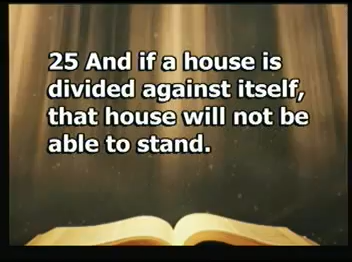 25 And if a house is
divided against itself,
that house will not be
able to stand.